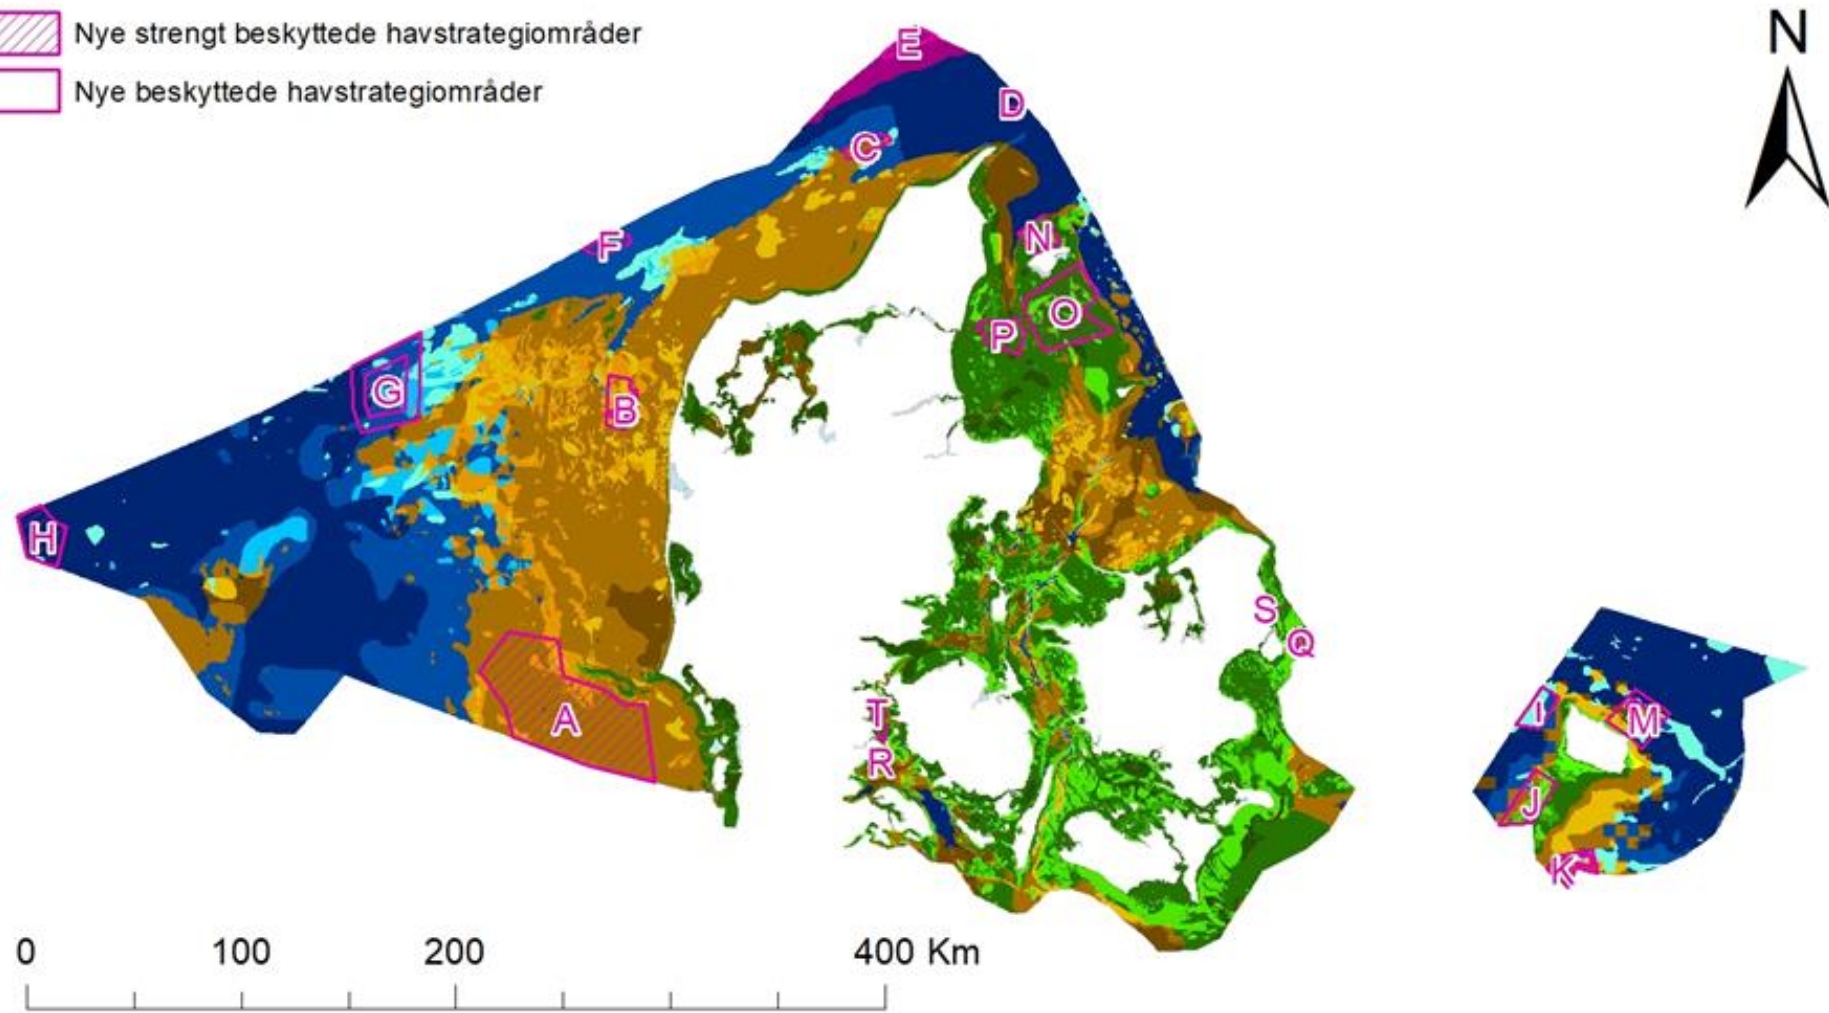 Nye strengt beskyttede havstrategiområder
Nye beskyttede havstrategiområder
N
E
D
C
F
N
O
P
G
B
H
S
Q
A
T
R
I
M
J
K
0 100 200 400 Km